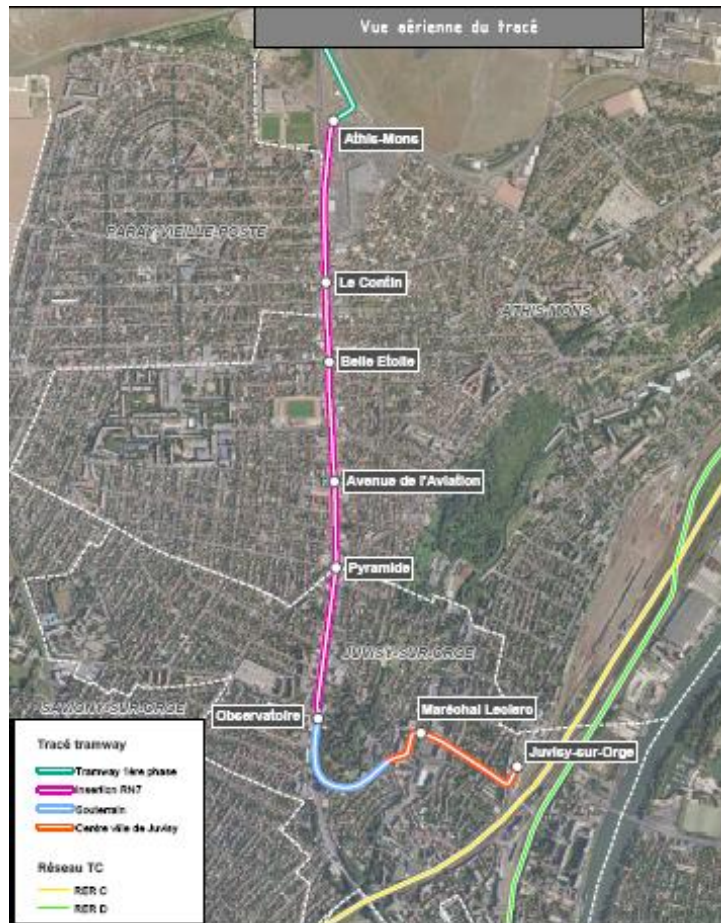 Vue aérienne du tracé
Athis-Mons
PARAY-VIEILLE-POSTE
Le Contin
ATHIS-MONS
Belle Etoile
Avenue de l'Aviation
Pyramide
JUVISY-SUR-ORGE
SAVIGNY-SUR-ORGE
Observatoire
Maréchal Leclerc
Juvisy-sur-Orge
Tracé tramway
Tramway 1ère phase
Insertion RN7
Souterrain
Centre ville de Juvisy
Réseau TC
RER C
RER D